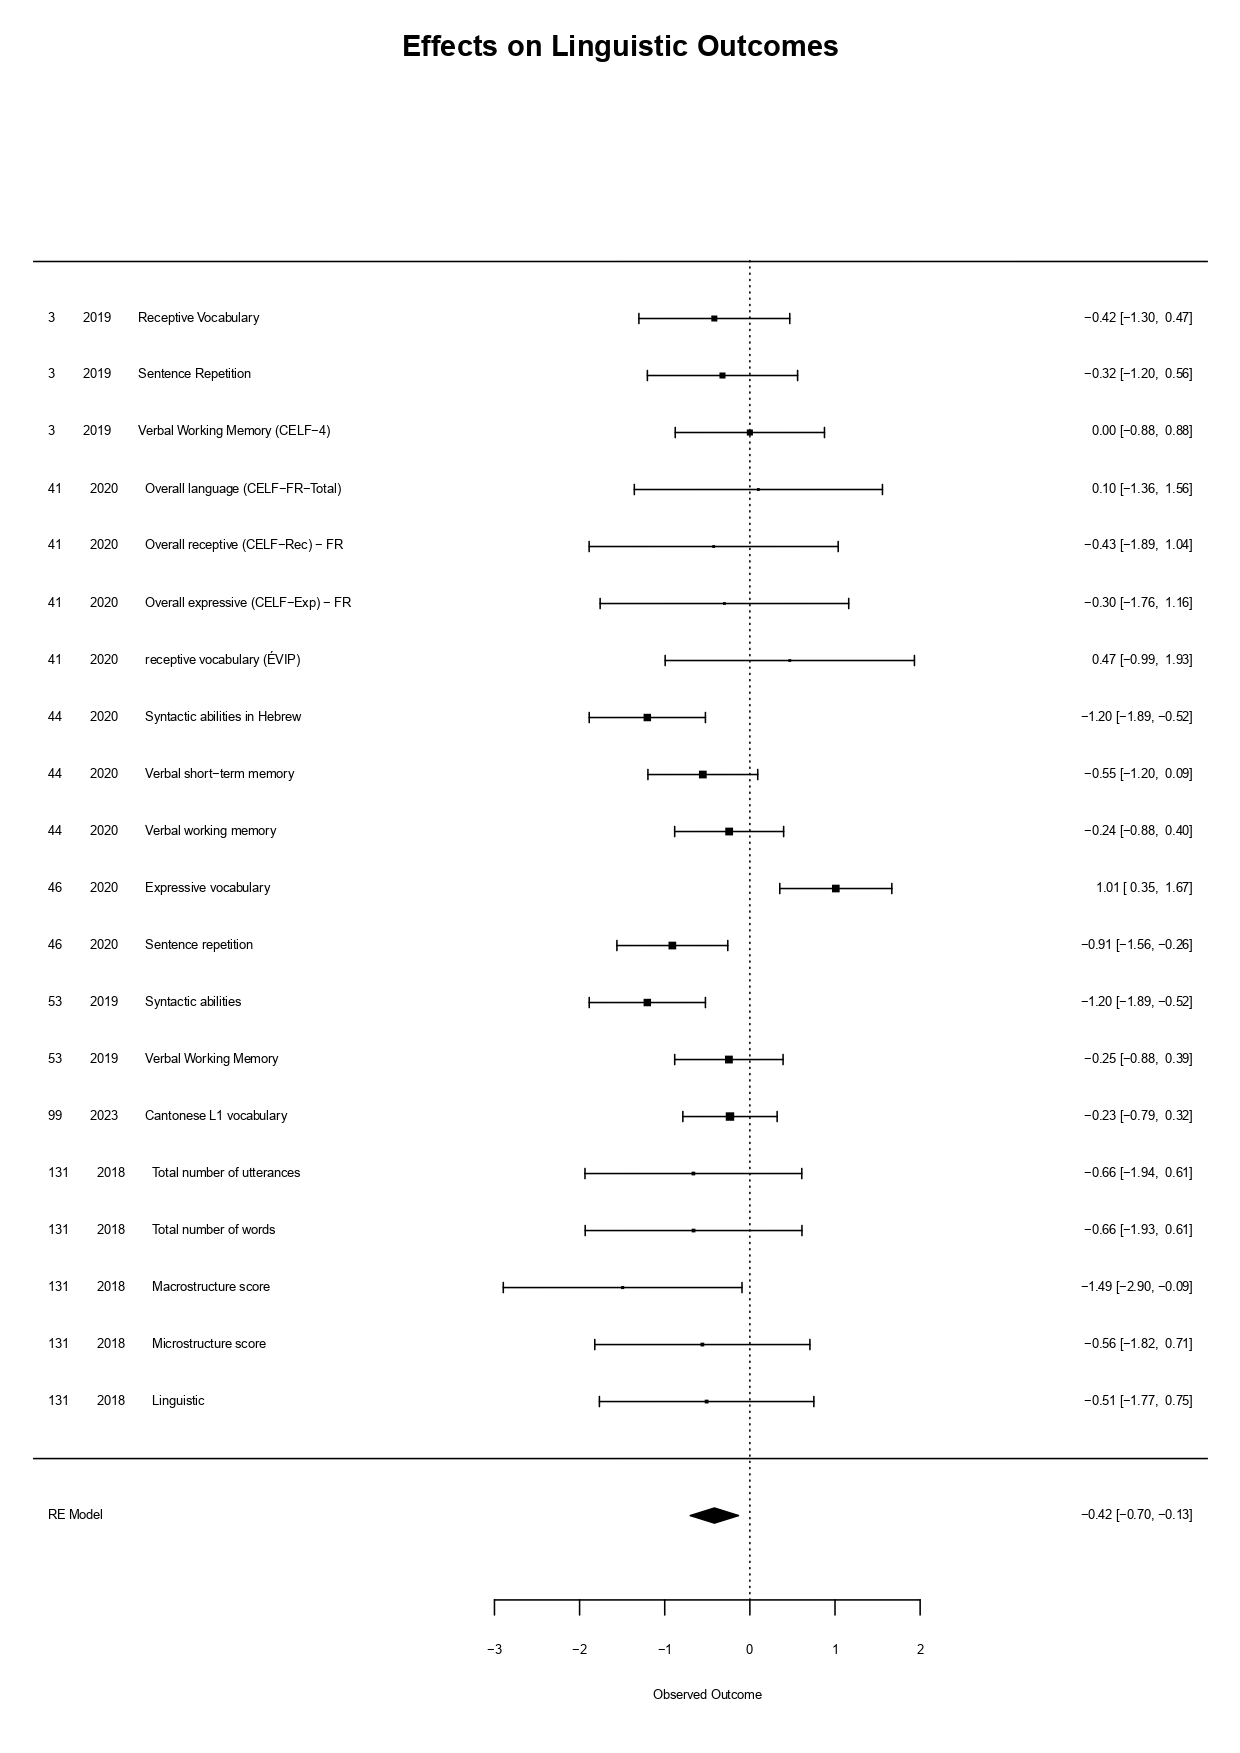 Effects on Linguistic Outcomes
3 2019 Receptive Vocabulary −0.42 [−1.30, 0.47]
3 2019 Sentence Repetition −0.32 [−1.20, 0.56]
3 2019 Verbal Working Memory (CELF−4) 0.00 [−0.88, 0.88]
41 2020 Overall language (CELF−FR−Total) 0.10 [−1.36, 1.56]
41 2020 Overall receptive (CELF−Rec) − FR −0.43 [−1.89, 1.04]
41 2020 Overall expressive (CELF−Exp) − FR −0.30 [−1.76, 1.16]
41 2020 receptive vocabulary (ÉVIP) 0.47 [−0.99, 1.93]
44 2020 Syntactic abilities in Hebrew −1.20 [−1.89, −0.52]
44 2020 Verbal short−term memory −0.55 [−1.20, 0.09]
44 2020 Verbal working memory −0.24 [−0.88, 0.40]
46 2020 Expressive vocabulary 1.01 [ 0.35, 1.67]
46 2020 Sentence repetition −0.91 [−1.56, −0.26]
53 2019 Syntactic abilities −1.20 [−1.89, −0.52]
53 2019 Verbal Working Memory −0.25 [−0.88, 0.39]
99 2023 Cantonese L1 vocabulary −0.23 [−0.79, 0.32]
131 2018 Total number of utterances −0.66 [−1.94, 0.61]
131 2018 Total number of words −0.66 [−1.93, 0.61]
131 2018 Macrostructure score −1.49 [−2.90, −0.09]
131 2018 Microstructure score −0.56 [−1.82, 0.71]
131 2018 Linguistic −0.51 [−1.77, 0.75]
RE Model −0.42 [−0.70, −0.13]
−3 −2 −1 0 1 2
Observed Outcome